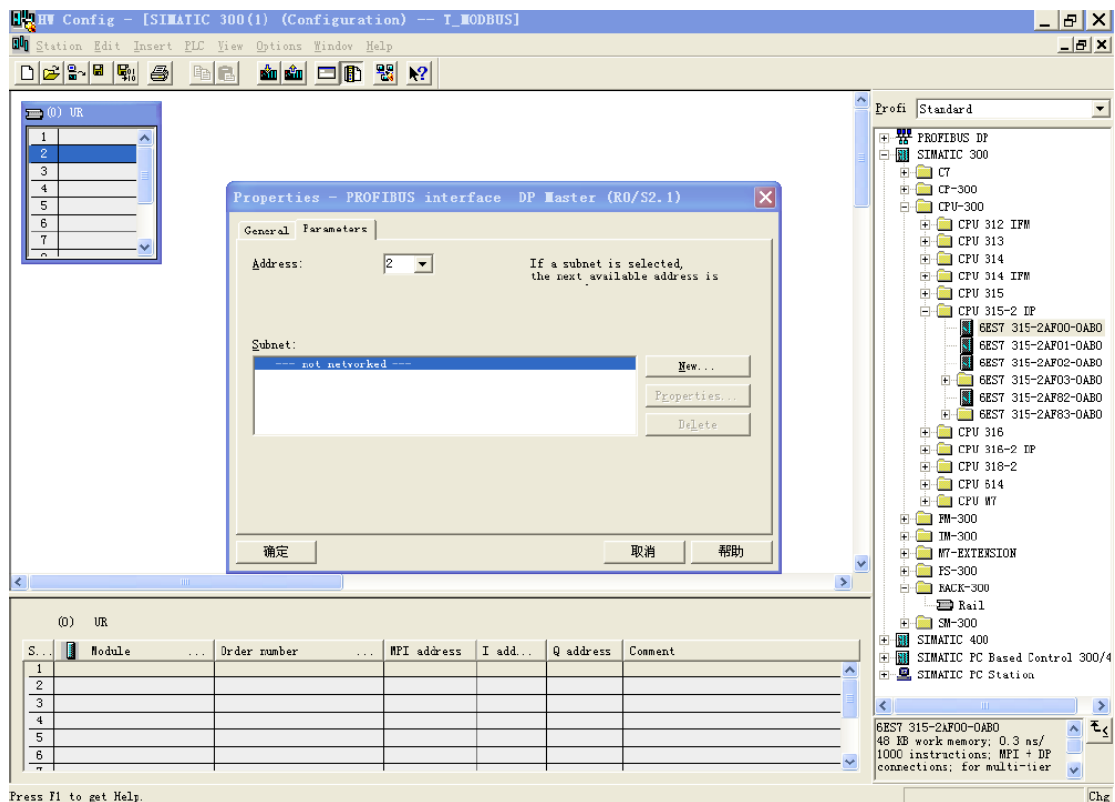 HW Config - [SIMATIC 300(1) (Configuration) -- T_MODBUS]
Station Edit Insert PLC View Options Window Help
(0) UR
1
2
3
4
5
6
7
Properties - PROFIBUS interface DP Master (R0/S2.1)
General Parameters
Address:
2
If a subnet is selected,
the next available address is
Subnet:
--- not networked ---
New...
Properties...
Delete
确定
取消
帮助
Profi Standard
PROFIBUS DP
SIMATIC 300
C7
CP-300
CPU-300
CPU 312 IFM
CPU 313
CPU 314
CPU 314 IFM
CPU 315
CPU 315-2 DP
6ES7 315-2AF00-0AB0
6ES7 315-2AF01-0AB0
6ES7 315-2AF02-0AB0
6ES7 315-2AF03-0AB0
6ES7 315-2AF82-0AB0
6ES7 315-2AF83-0AB0
CPU 316
CPU 316-2 DP
CPU 318-2
CPU 614
CPU M7
FM-300
IM-300
M7-EXTENSION
PS-300
RACK-300
Rail
SM-300
SIMATIC 400
SIMATIC PC Based Control 300/4
SIMATIC PC Station
6ES7 315-2AF00-0AB0
48 KB work memory; 0.3 ms/
1000 instructions; MPI + DP
connections; for multi-tier
(0) UR
S... Module ... Order number ... MPI address I add... Q address Comment
1
2
3
4
5
6
Press F1 to get Help.
Chg